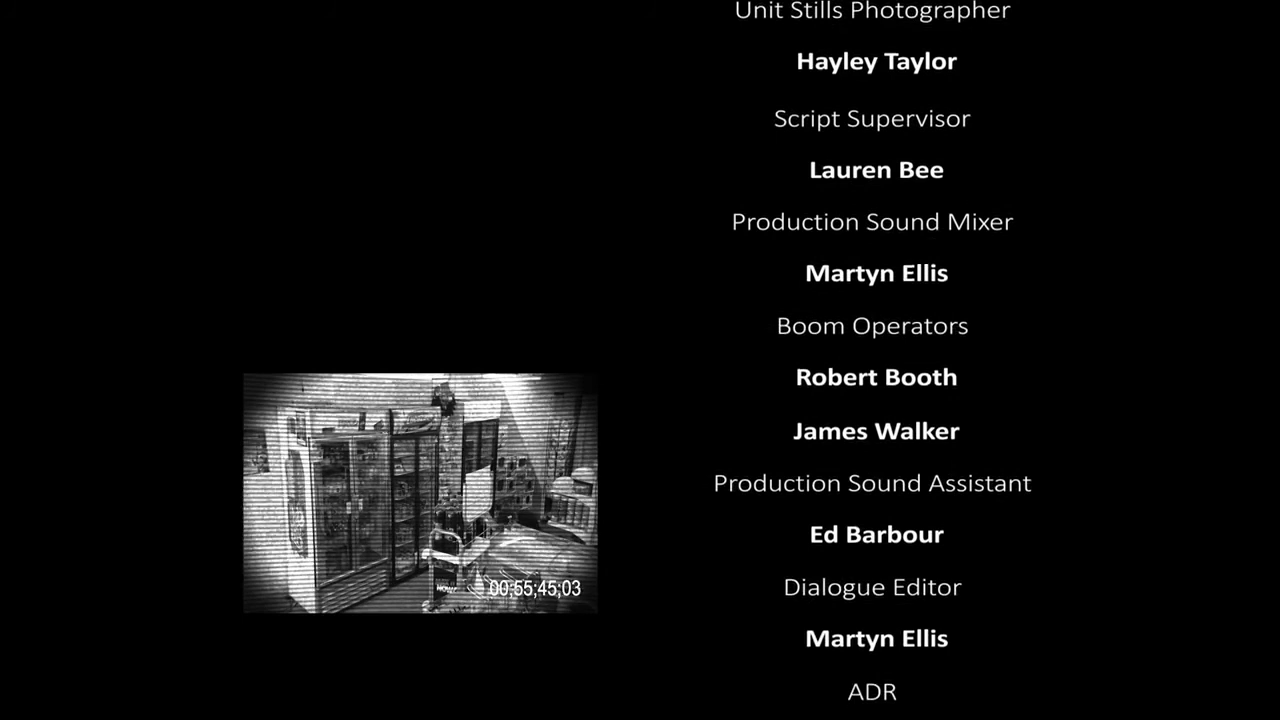 Unit Stills Photographer
Hayley Taylor
Script Supervisor
Lauren Bee
Production Sound Mixer
Martyn Ellis
Boom Operators
Robert Booth
James Walker
Production Sound Assistant
Ed Barbour
Dialogue Editor
Martyn Ellis
ADR
NOW!
00;55;45;03